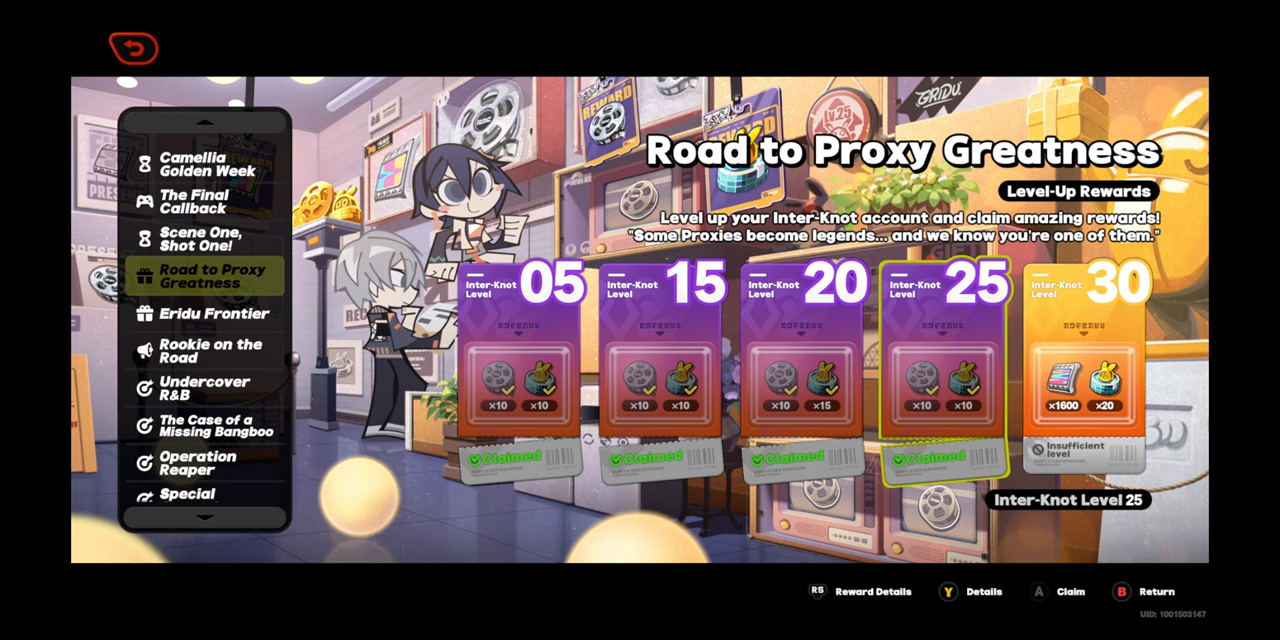 Camellia
Golden Week
The Final
Callback
Scene One,
Shot One!
Road to Proxy
Greatness
Eridu Frontier
Rookie on the
Road
Undercover
R&B
The Case of a
Missing Bangboo
Operation
Reaper
Special
REWARD
Lv.25
GRIDU
Road to Proxy Greatness
Level-Up Rewards
Level up your Inter-Knot account and claim amazing rewards!
"Some Proxies become legends... and we know you're one of them."
Inter-Knot
Level
05
×10
×10
Claimed
Inter-Knot
Level
15
×10
×10
Claimed
Inter-Knot
Level
20
×10
×15
Claimed
Inter-Knot
Level
25
×10
×10
Claimed
Inter-Knot
Level
30
×1600
×20
Insufficient
level
Inter-Knot Level 25
RS Reward Details
Y Details
A Claim
B Return
UID: 1001503147